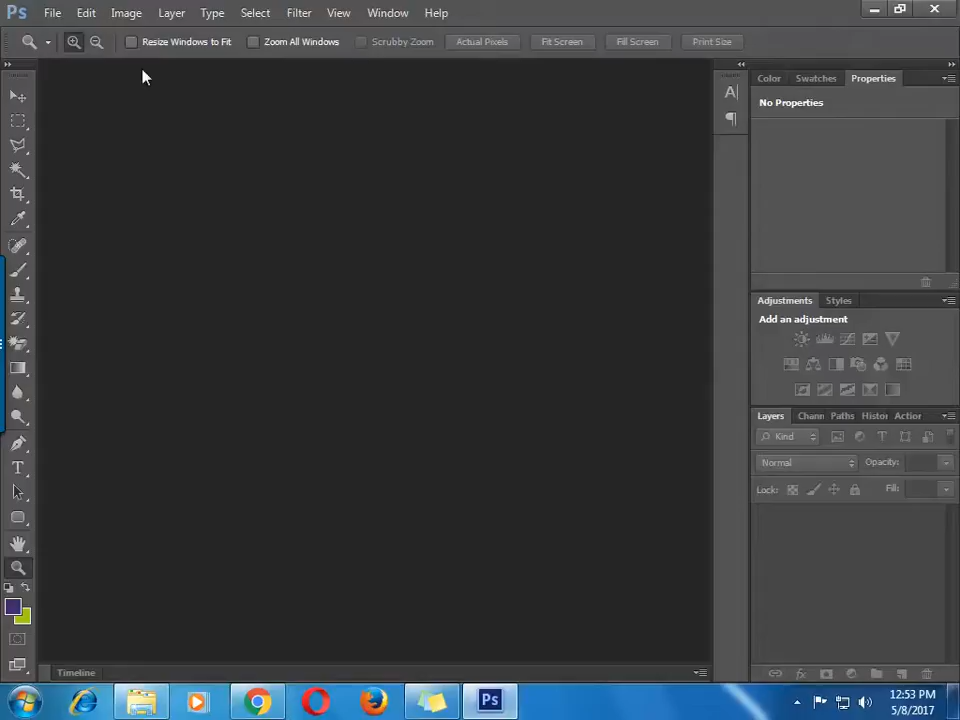 Ps File Edit Image Layer Type Select Filter View Window Help
Resize Windows to Fit Zoom All Windows Scrubby Zoom Actual Pixels Fit Screen Fill Screen Print Size
Color Swatches Properties
No Properties
Adjustments Styles
Add an adjustment
Layers Chann Paths Histor Action
Kind
Normal Opacity:
Lock: Fill:
Timeline
Ps
12:53 PM
5/8/2017